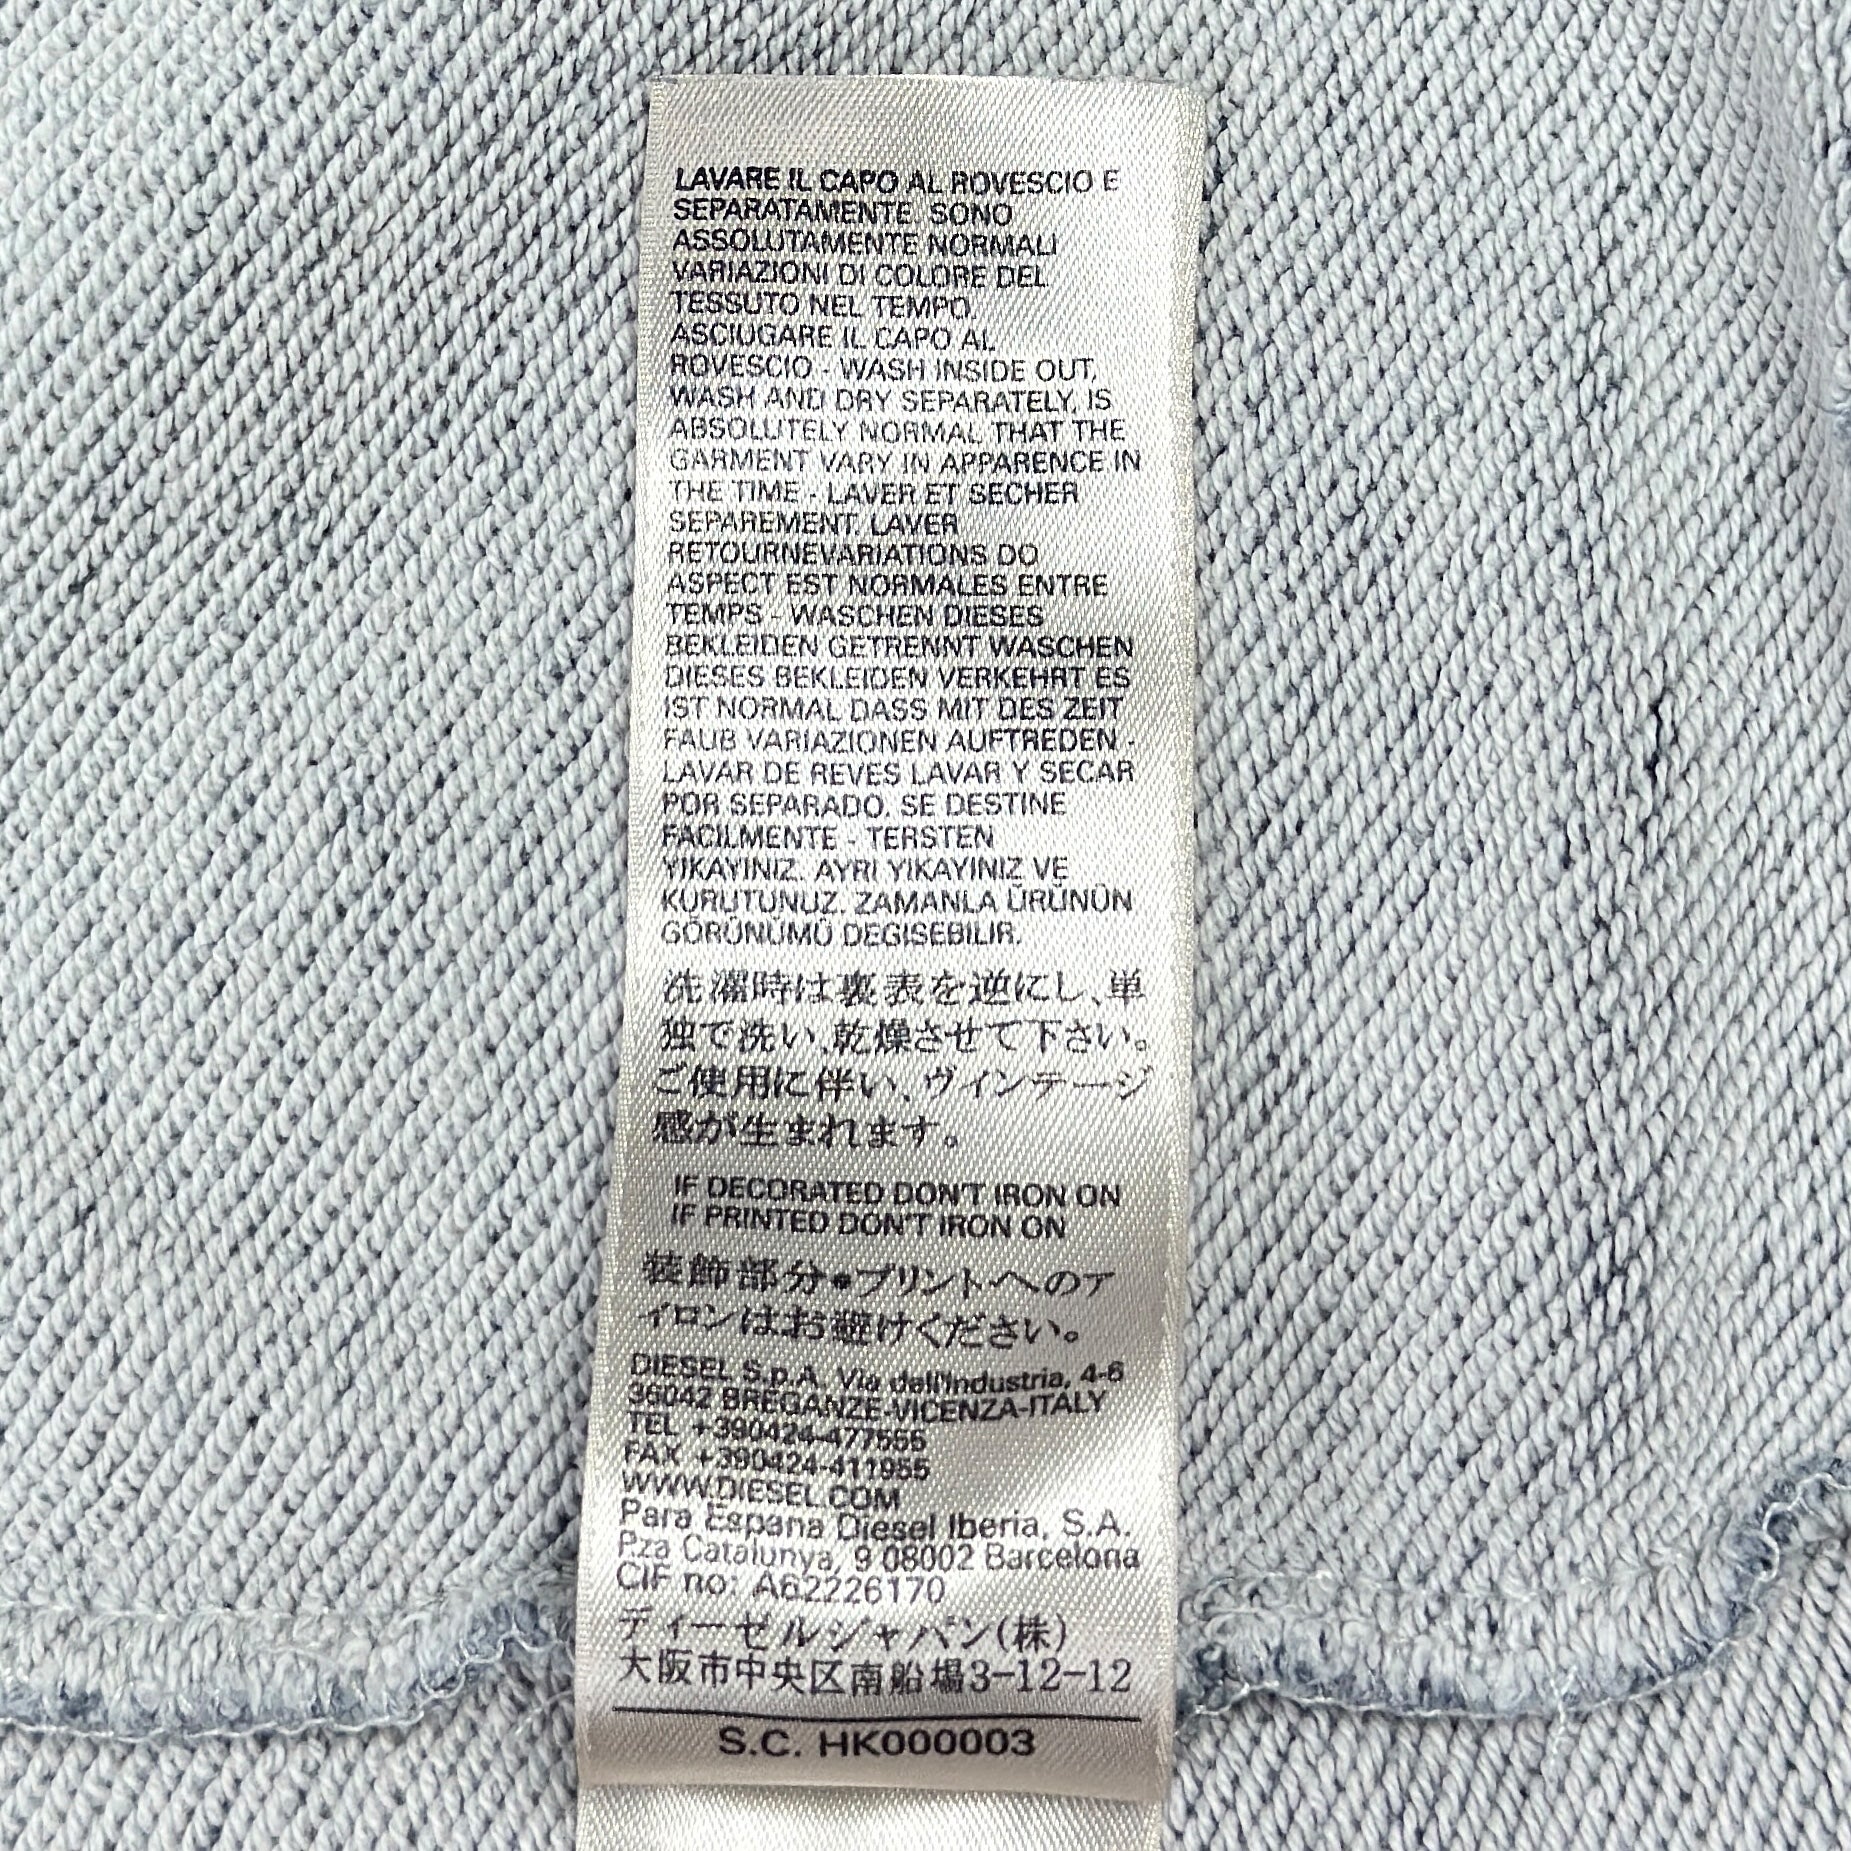 LAVARE IL CAPO AL ROVESCIO E
SEPARATAMENTE. SONO
ASSOLUTAMENTE NORMALI
VARIAZIONI DI COLORE DEL
TESSUTO NEL TEMPO.
ASCIUGARE IL CAPO AL
ROVESCIO - WASH INSIDE OUT,
WASH AND DRY SEPARATELY, IS
ABSOLUTELY NORMAL THAT THE
GARMENT VARY IN APPARENCE IN
THE TIME - LAVER ET SECHER
SEPAREMENT. LAVER
RETOURNEVARIATIONS DO
ASPECT EST NORMALES ENTRE
TEMPS - WASCHEN DIESES
BEKLEIDEN GETRENNT WASCHEN
DIESES BEKLEIDEN VERKEHRT ES
IST NORMAL DASS MIT DES ZEIT
FAUB VARIAZIONEN AUFTREDEN -
LAVAR DE REVES LAVAR Y SECAR
POR SEPARADO. SE DESTINE
FACILMENTE - TERSTEN
YIKAYINIZ. AYRI YIKAYINIZ VE
KURUTUNUZ. ZAMANLA ÜRÜNÜN
GÖRÜNÜMÜ DEGISEBILIR.
洗濯時は裏表を逆にし、単
独で洗い、乾燥させて下さい。
ご使用に伴い、ヴィンテージ
感が生まれます。
IF DECORATED DON'T IRON ON
IF PRINTED DON'T IRON ON
装飾部分・プリントへのア
イロンはお避けください。
DIESEL S.p.A. Via dell'Industria, 4-6
36042 BREGANZE-VICENZA-ITALY
TEL +390424-477555
FAX +390424-411955
WWW.DIESEL.COM
Para Espana Diesel Iberia, S.A.
P.za Catalunya, 9 08002 Barcelona
CIF no: A62226170
ディーゼルジャパン(株)
大阪市中央区南船場3-12-12
S.C. HK000003